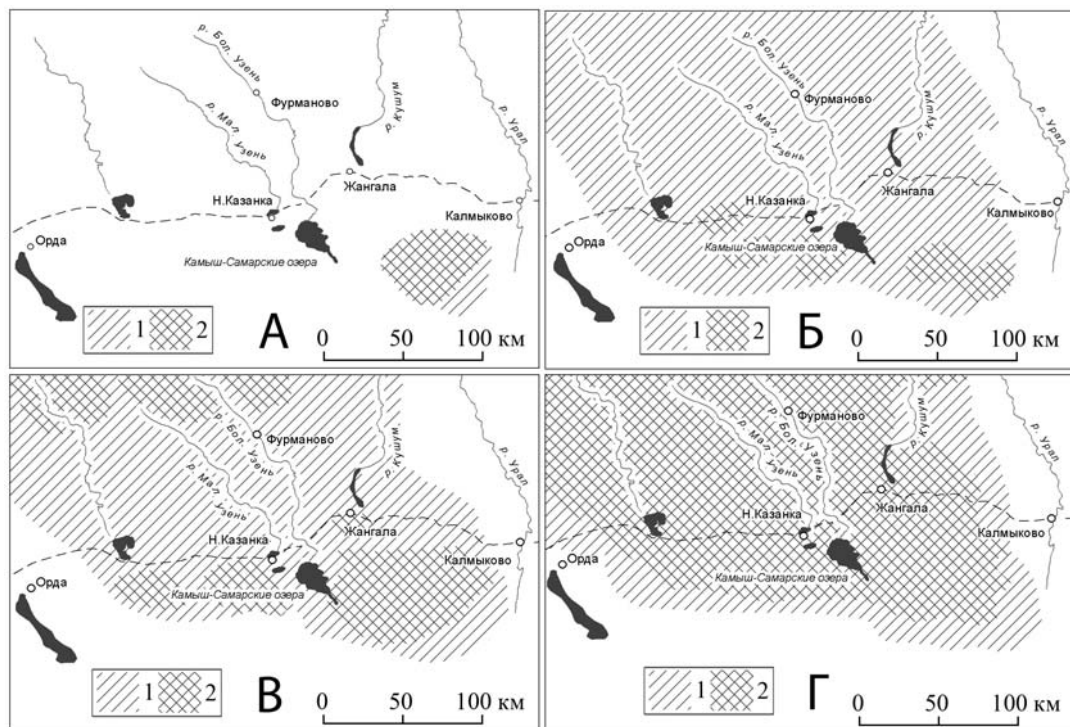 р. Бол. Узень
Фурманово
р. Мал. Узень
р. Кушум
р. Урал
Жангала
Н.Казанка
Калмыково
Орда
Камыш-Самарские озера
1 2
А
0 50 100 км
р. Бол. Узень
Фурманово
р. Мал. Узень
р. Кушум
р. Урал
Жангала
Н.Казанка
Калмыково
Орда
Камыш-Самарские озера
1 2
Б
0 50 100 км
р. Бол. Узень
Фурманово
р. Мал. Узень
р. Кушум
р. Урал
Жангала
Н.Казанка
Калмыково
Орда
Камыш-Самарские озера
1 2
В
0 50 100 км
р. Бол. Узень
Фурманово
р. Мал. Узень
р. Кушум
р. Урал
Жангала
Н.Казанка
Калмыково
Орда
Камыш-Самарские озера
1 2
Г
0 50 100 км